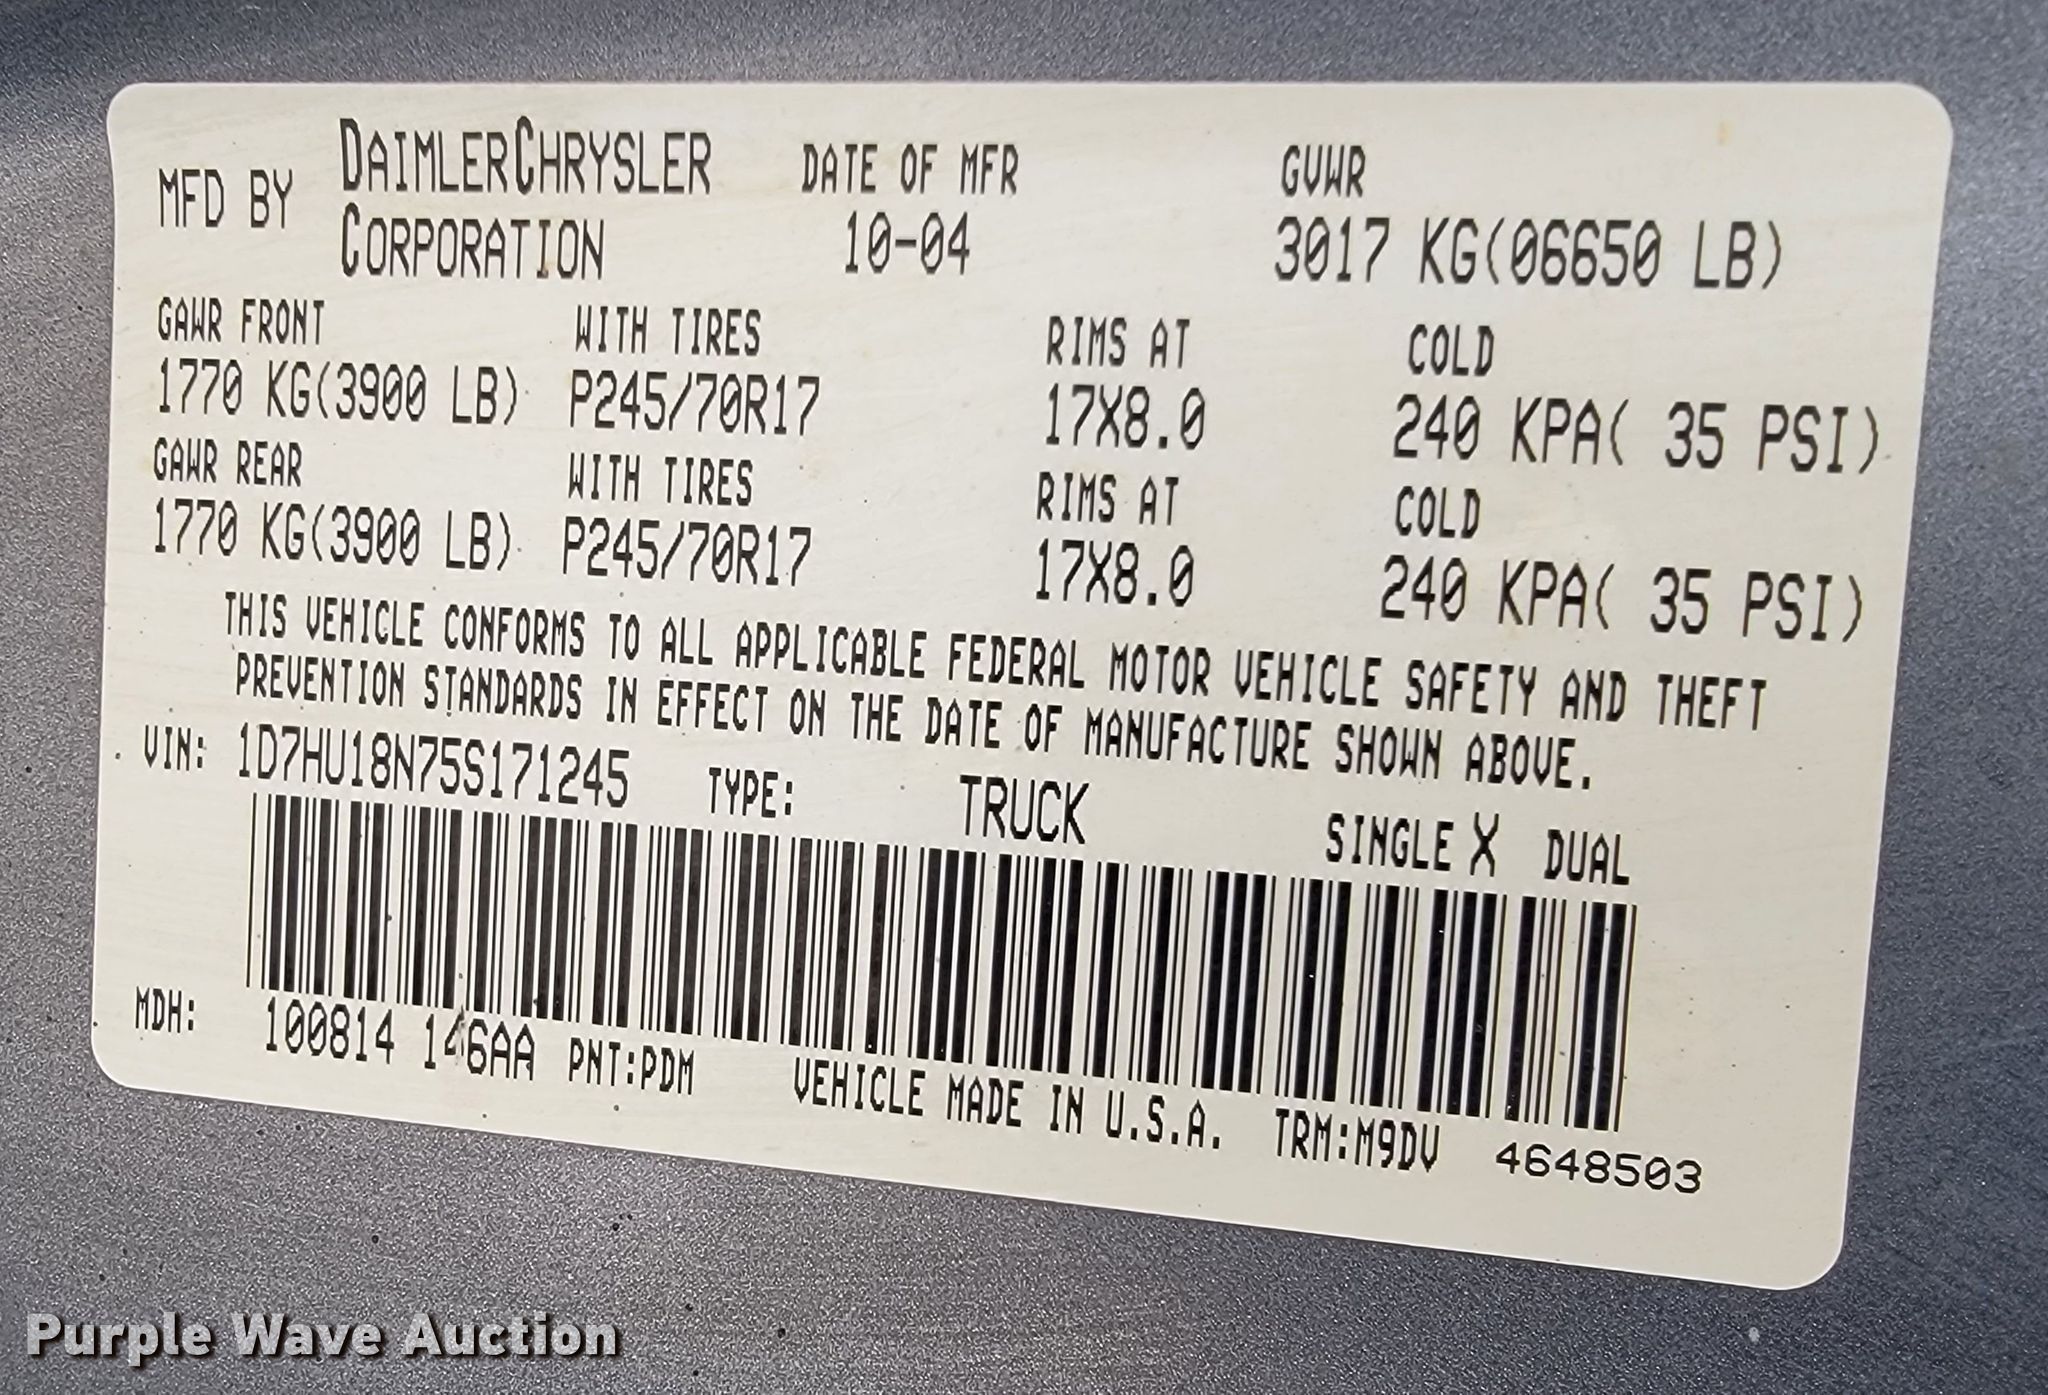 MFD BY DAIMLERCHRYSLER CORPORATION DATE OF MFR 10-04 GVWR 3017 KG(06650 LB)
GAWR FRONT WITH TIRES RIMS AT COLD
1770 KG(3900 LB) P245/70R17 17X8.0 240 KPA( 35 PSI)
GAWR REAR WITH TIRES RIMS AT COLD
1770 KG(3900 LB) P245/70R17 17X8.0 240 KPA( 35 PSI)
THIS VEHICLE CONFORMS TO ALL APPLICABLE FEDERAL MOTOR VEHICLE SAFETY AND THEFT
PREVENTION STANDARDS IN EFFECT ON THE DATE OF MANUFACTURE SHOWN ABOVE.
VIN: 1D7HU18N75S171245 TYPE: TRUCK SINGLE X DUAL
MDH: 100814 146AA PNT:PDM VEHICLE MADE IN U.S.A. TRM:M9DV 4648503
Purple Wave Auction